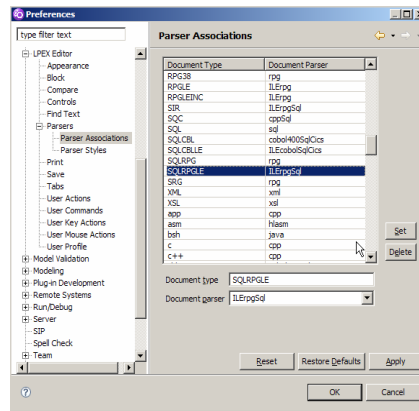 Preferences
type filter text
Parser Associations
LPEX Editor
Appearance
Block
Compare
Controls
Find Text
Parsers
Parser Associations
Parser Styles
Print
Save
Tabs
User Actions
User Commands
User Key Actions
User Mouse Actions
User Profile
Model Validation
Modeling
Plug-in Development
Remote Systems
Run/Debug
Server
SIP
Spell Check
Team
Document Type Document Parser
RPG38 rpg
RPGLE ILErpg
RPGLEINC ILErpg
SIR ILErpgSql
SQC cppSql
SQL sql
SQLCBL cobol400SqlCics
SQLCBLLE ILEcobolSqlCics
SQLRPG rpg
SQLRPGLE ILErpgSql
SRG rpg
XML xml
XSL xsl
app cpp
asm hlasm
bsh java
c cpp
c++ cpp
Set
Delete
Document type SQLRPGLE
Document parser ILErpgSql
Reset Restore Defaults Apply
? OK Cancel